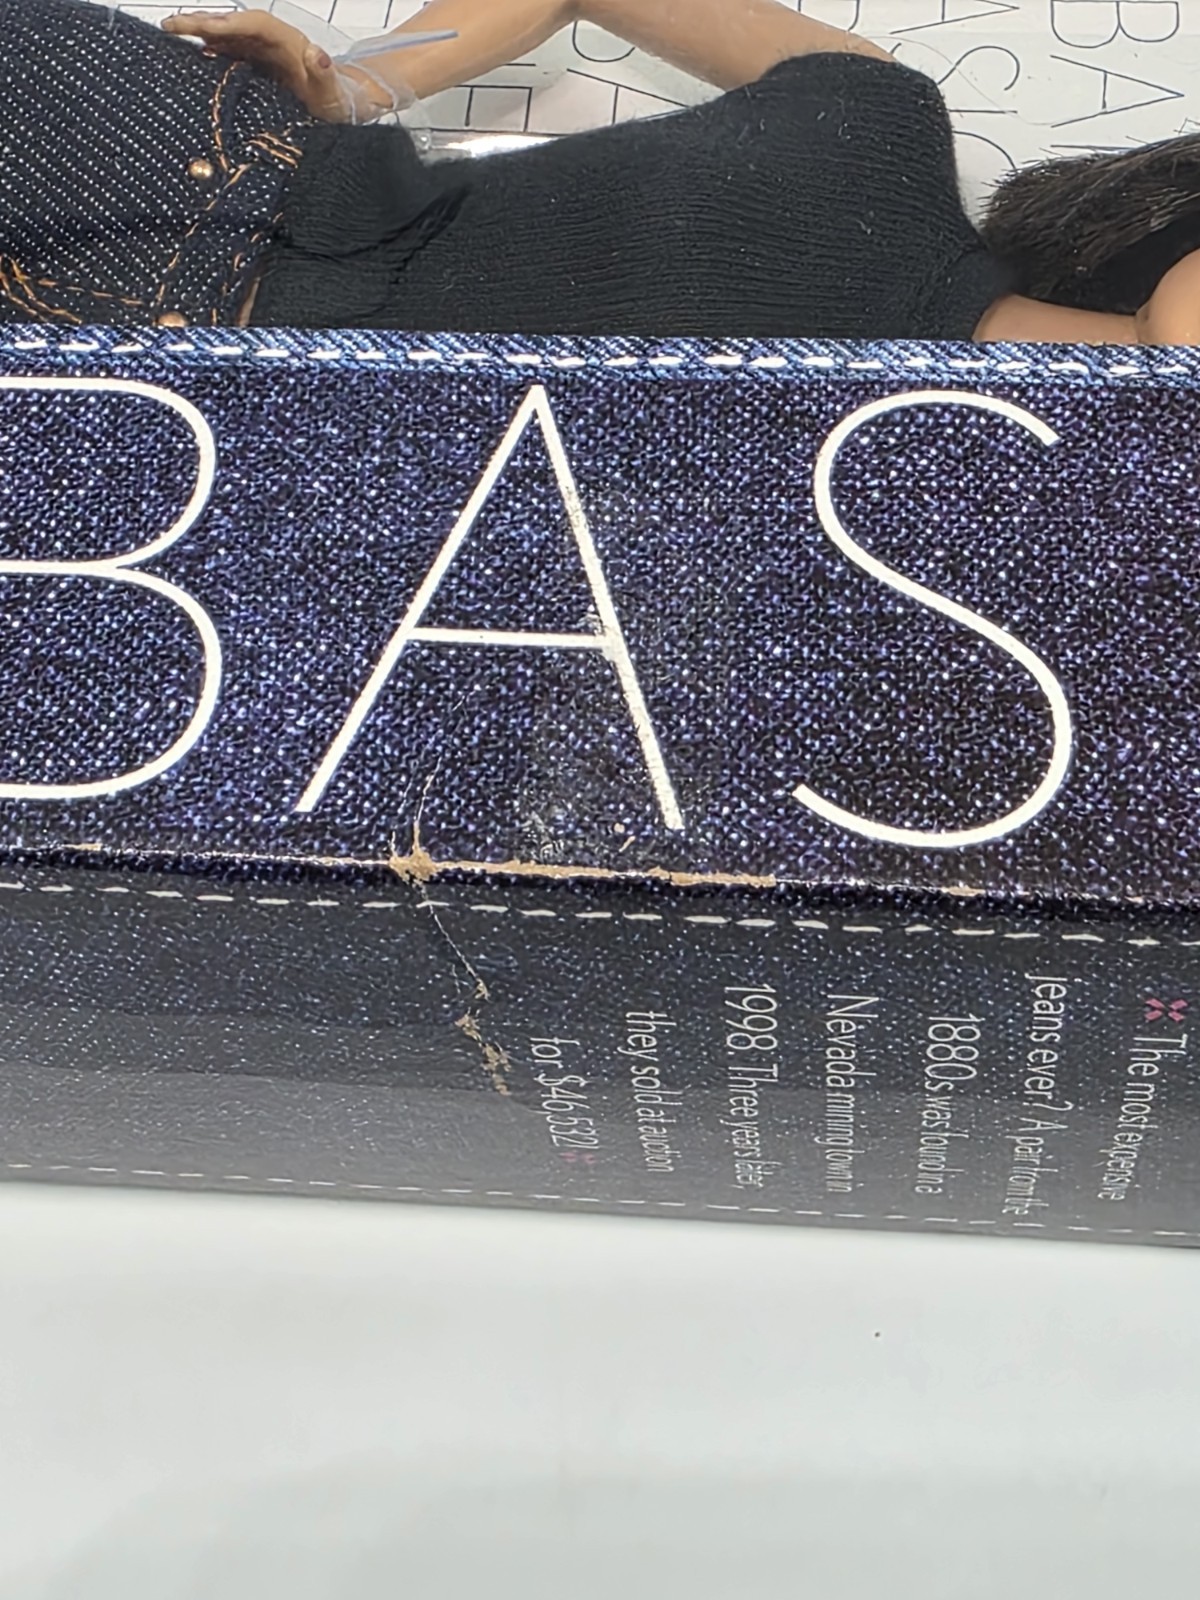 BAS
The most expensive
jeans ever? A pair from the
1880s was found in a
Nevada mining town in
1998. Three years later,
they sold at auction
for $46,532!